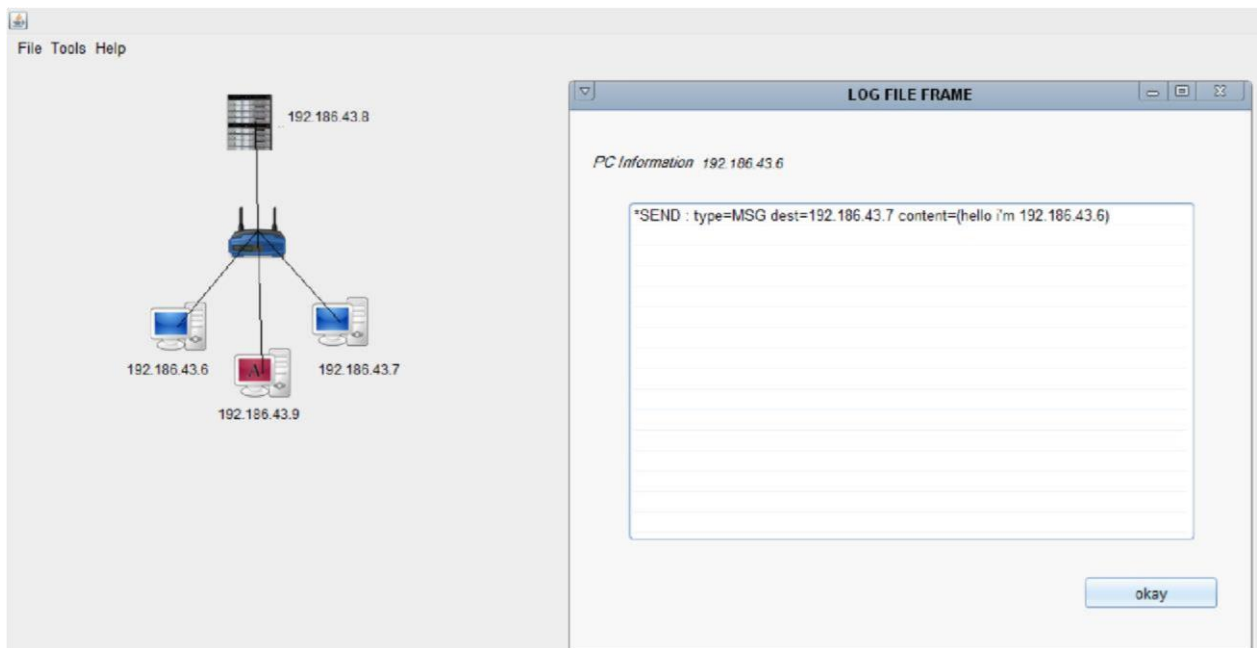 File Tools Help
192.186.43.8
192.186.43.6
192.186.43.7
A
192.186.43.9
LOG FILE FRAME
PC Information 192.186.43.6
*SEND : type=MSG dest=192.186.43.7 content=(hello i'm 192.186.43.6)
okay